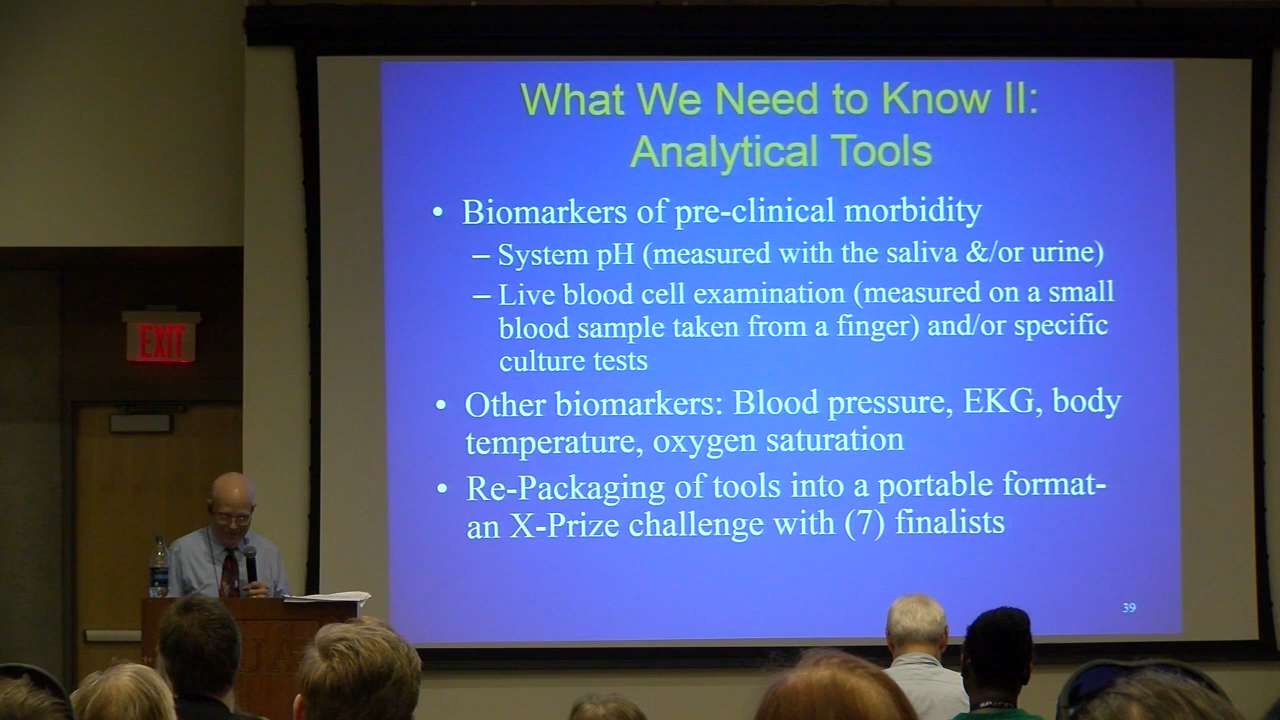 What We Need to Know II:
Analytical Tools
• Biomarkers of pre-clinical morbidity
– System pH (measured with the saliva &/or urine)
– Live blood cell examination (measured on a small
blood sample taken from a finger) and/or specific
culture tests
• Other biomarkers: Blood pressure, EKG, body
temperature, oxygen saturation
• Re-Packaging of tools into a portable format-
an X-Prize challenge with (7) finalists
39
EXIT